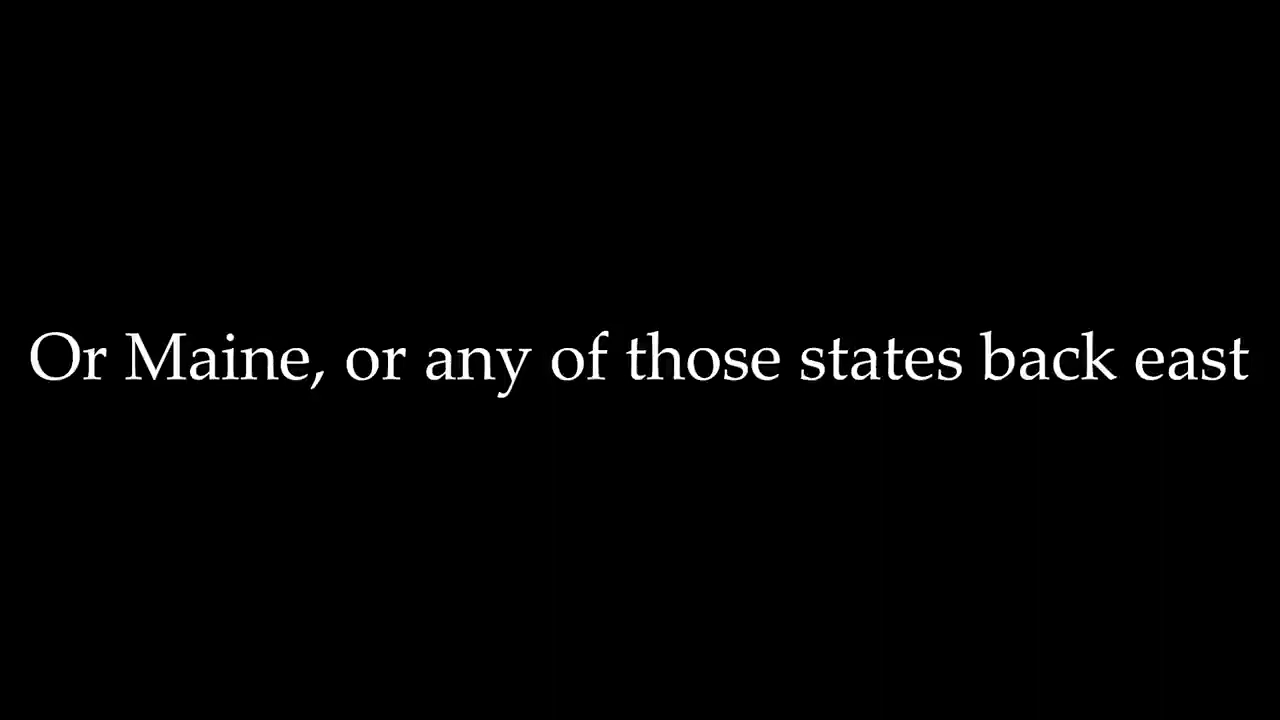 Or Maine, or any of those states back east